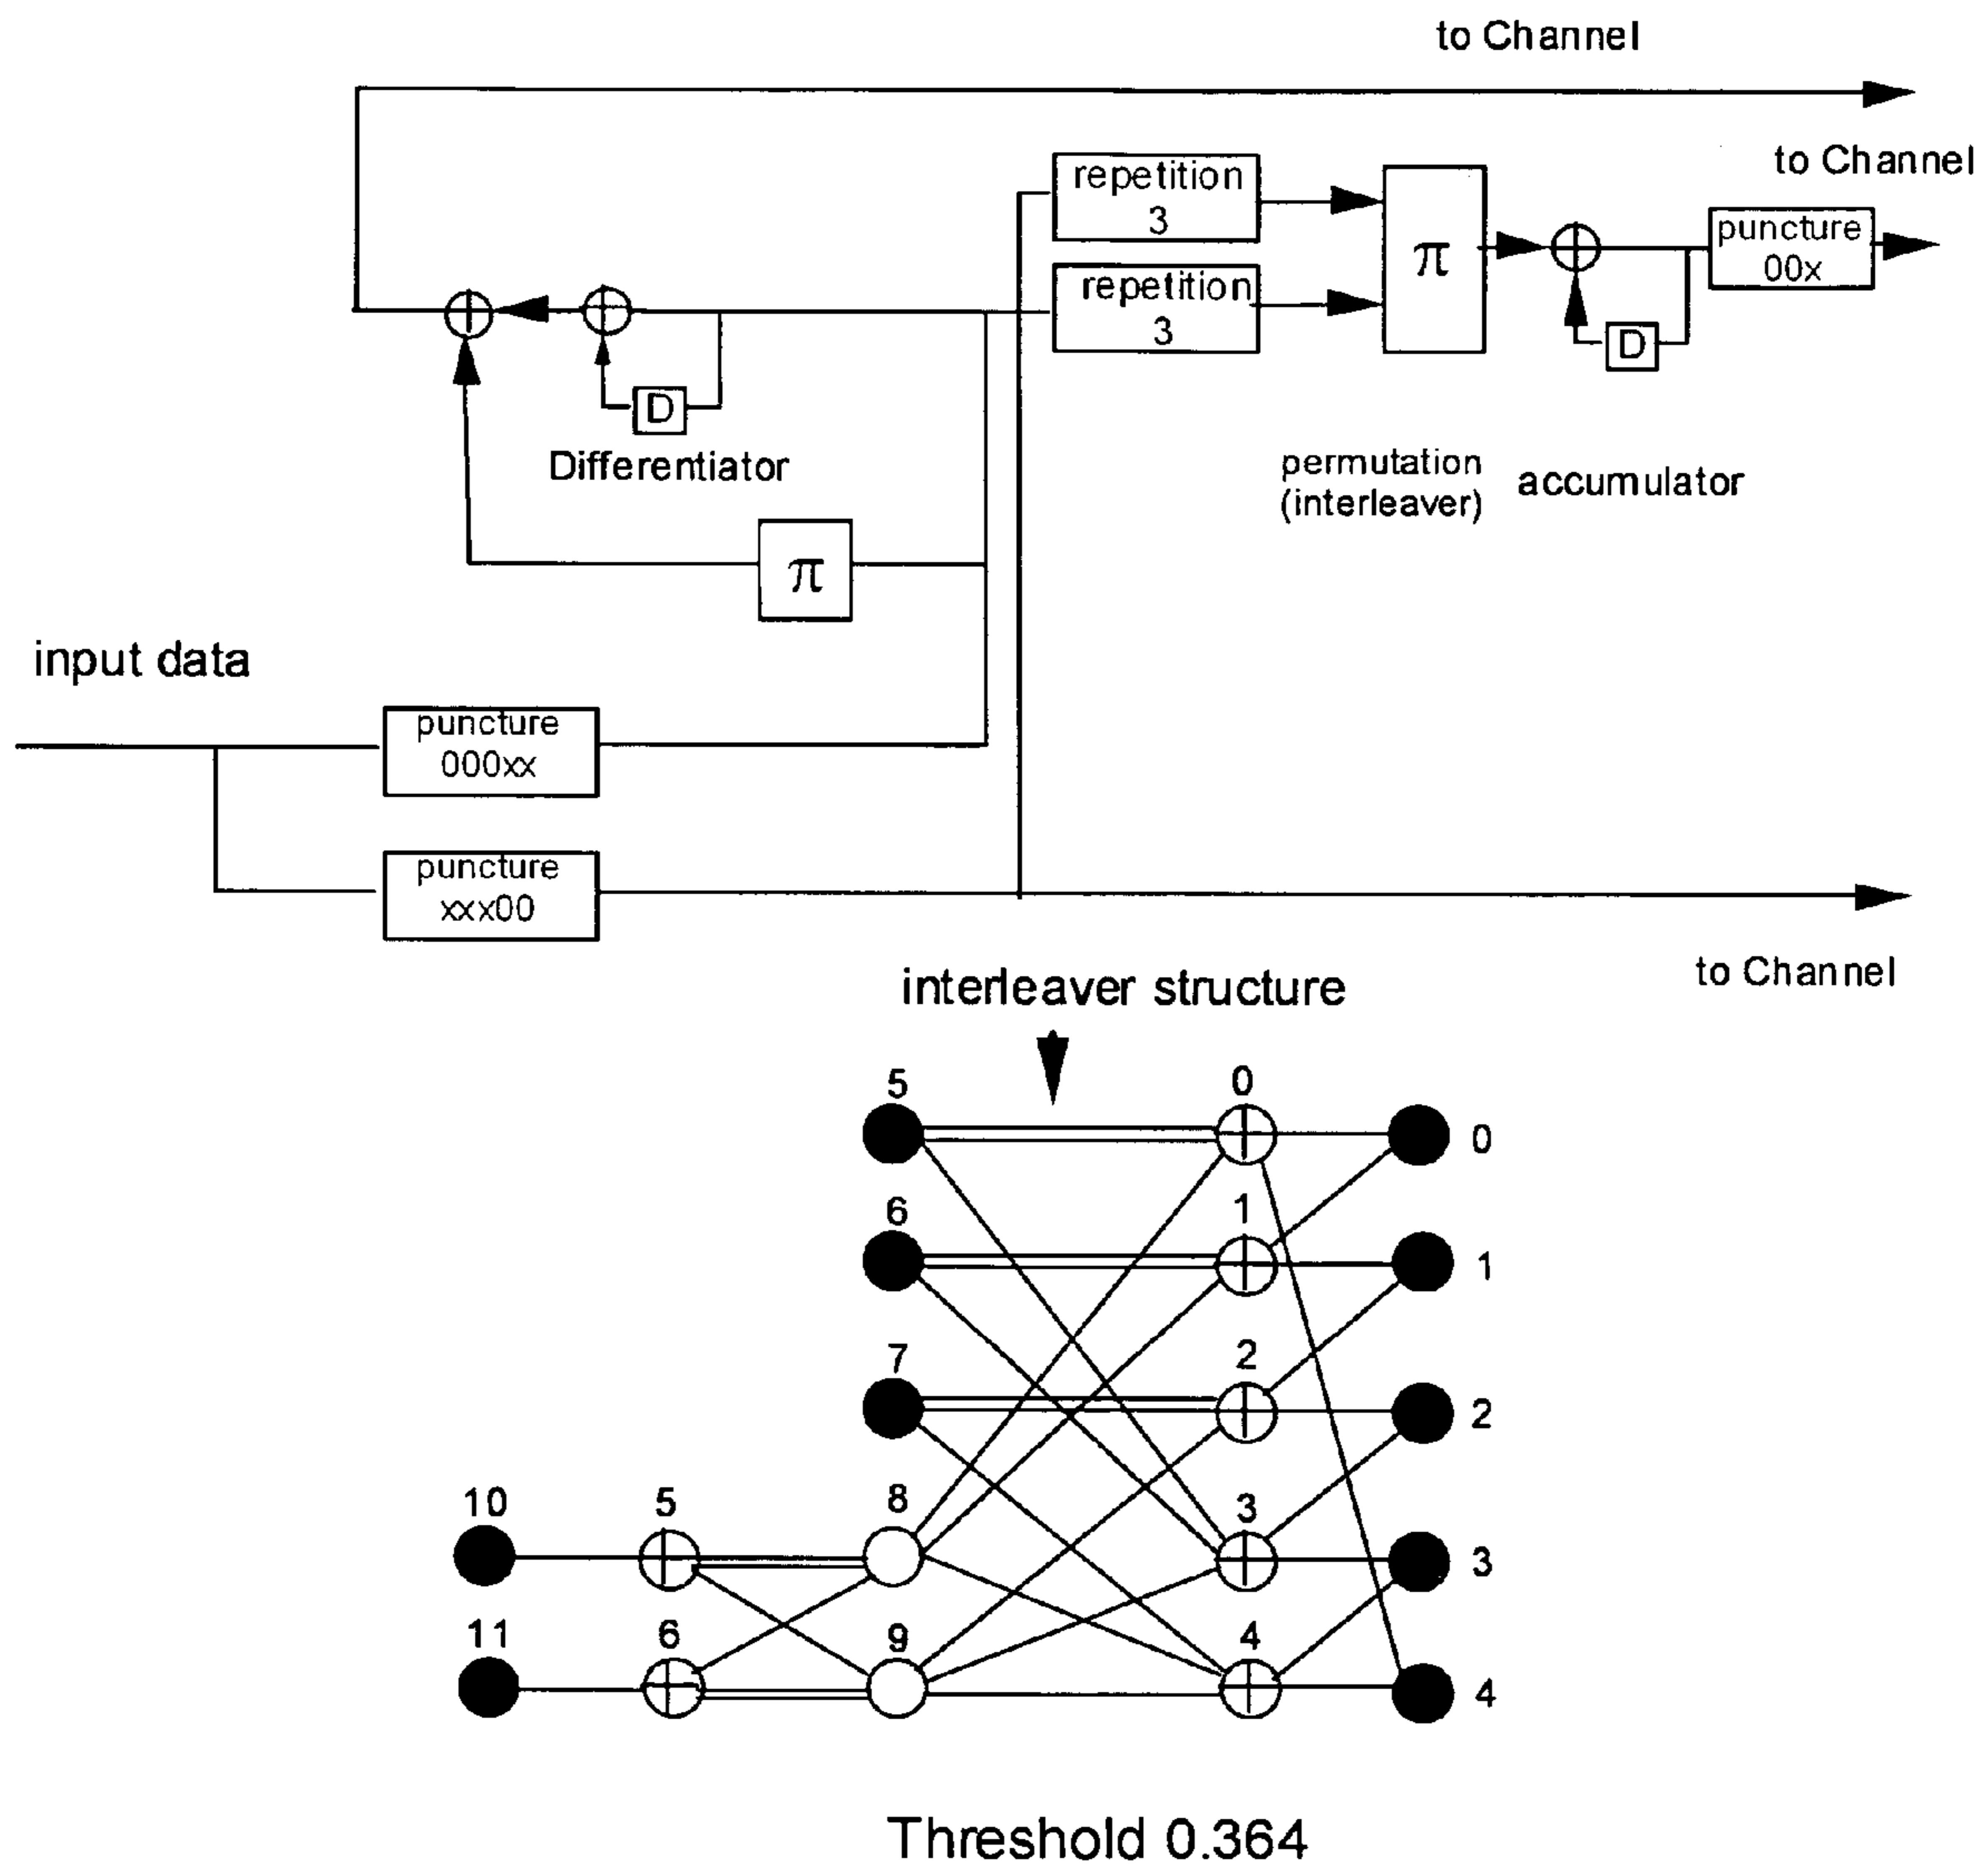 to Channel
to Channel
repetition
3
π
puncture
00x
repetition
3
D
D
Differentiator
permutation
(interleaver)
accumulator
π
input data
puncture
000xx
puncture
xxx00
to Channel
interleaver structure
5 0
0
6 1
1
7 2
2
10 5 8 3
3
11 6 9 4
4
Threshold 0.364